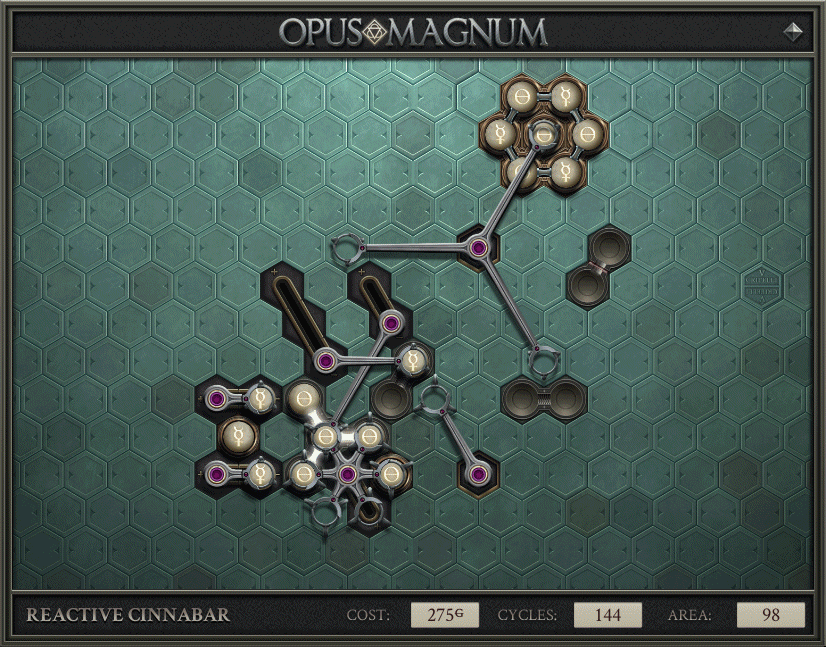 OPUS MAGNUM
REACTIVE CINNABAR
COST: 275G
CYCLES: 144
AREA: 98